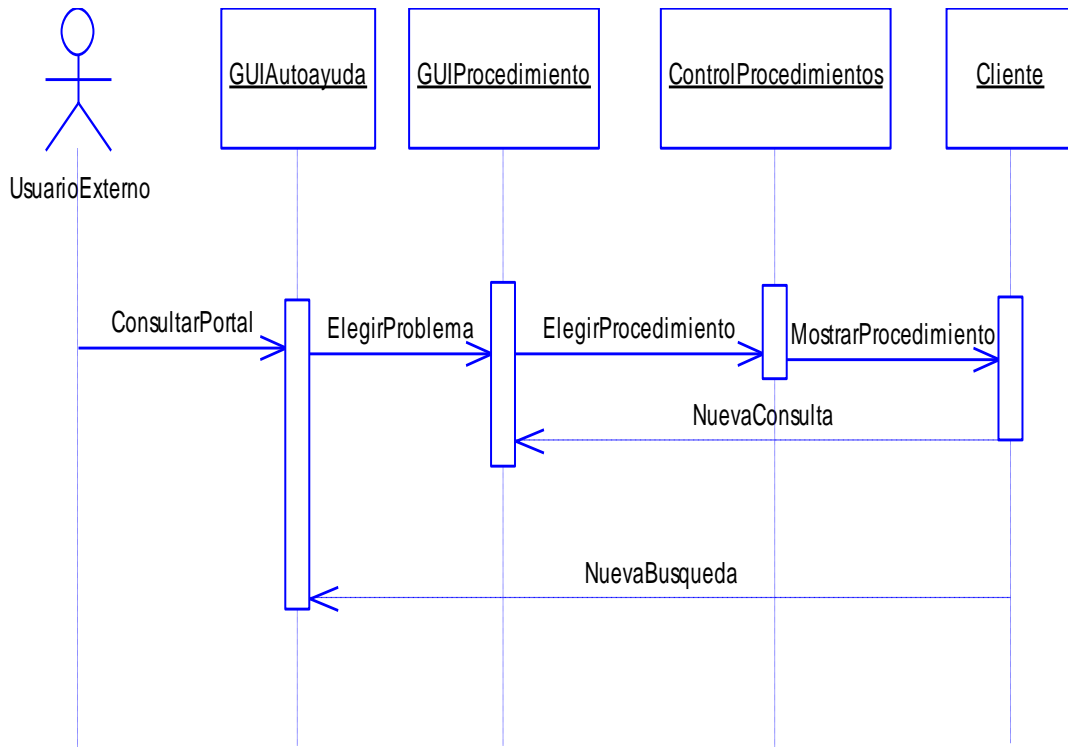 GUIAutoayuda
GUIProcedimiento
ControlProcedimientos
Cliente
UsuarioExterno
ConsultarPortal
ElegirProblema
ElegirProcedimiento
MostrarProcedimiento
NuevaConsulta
NuevaBusqueda